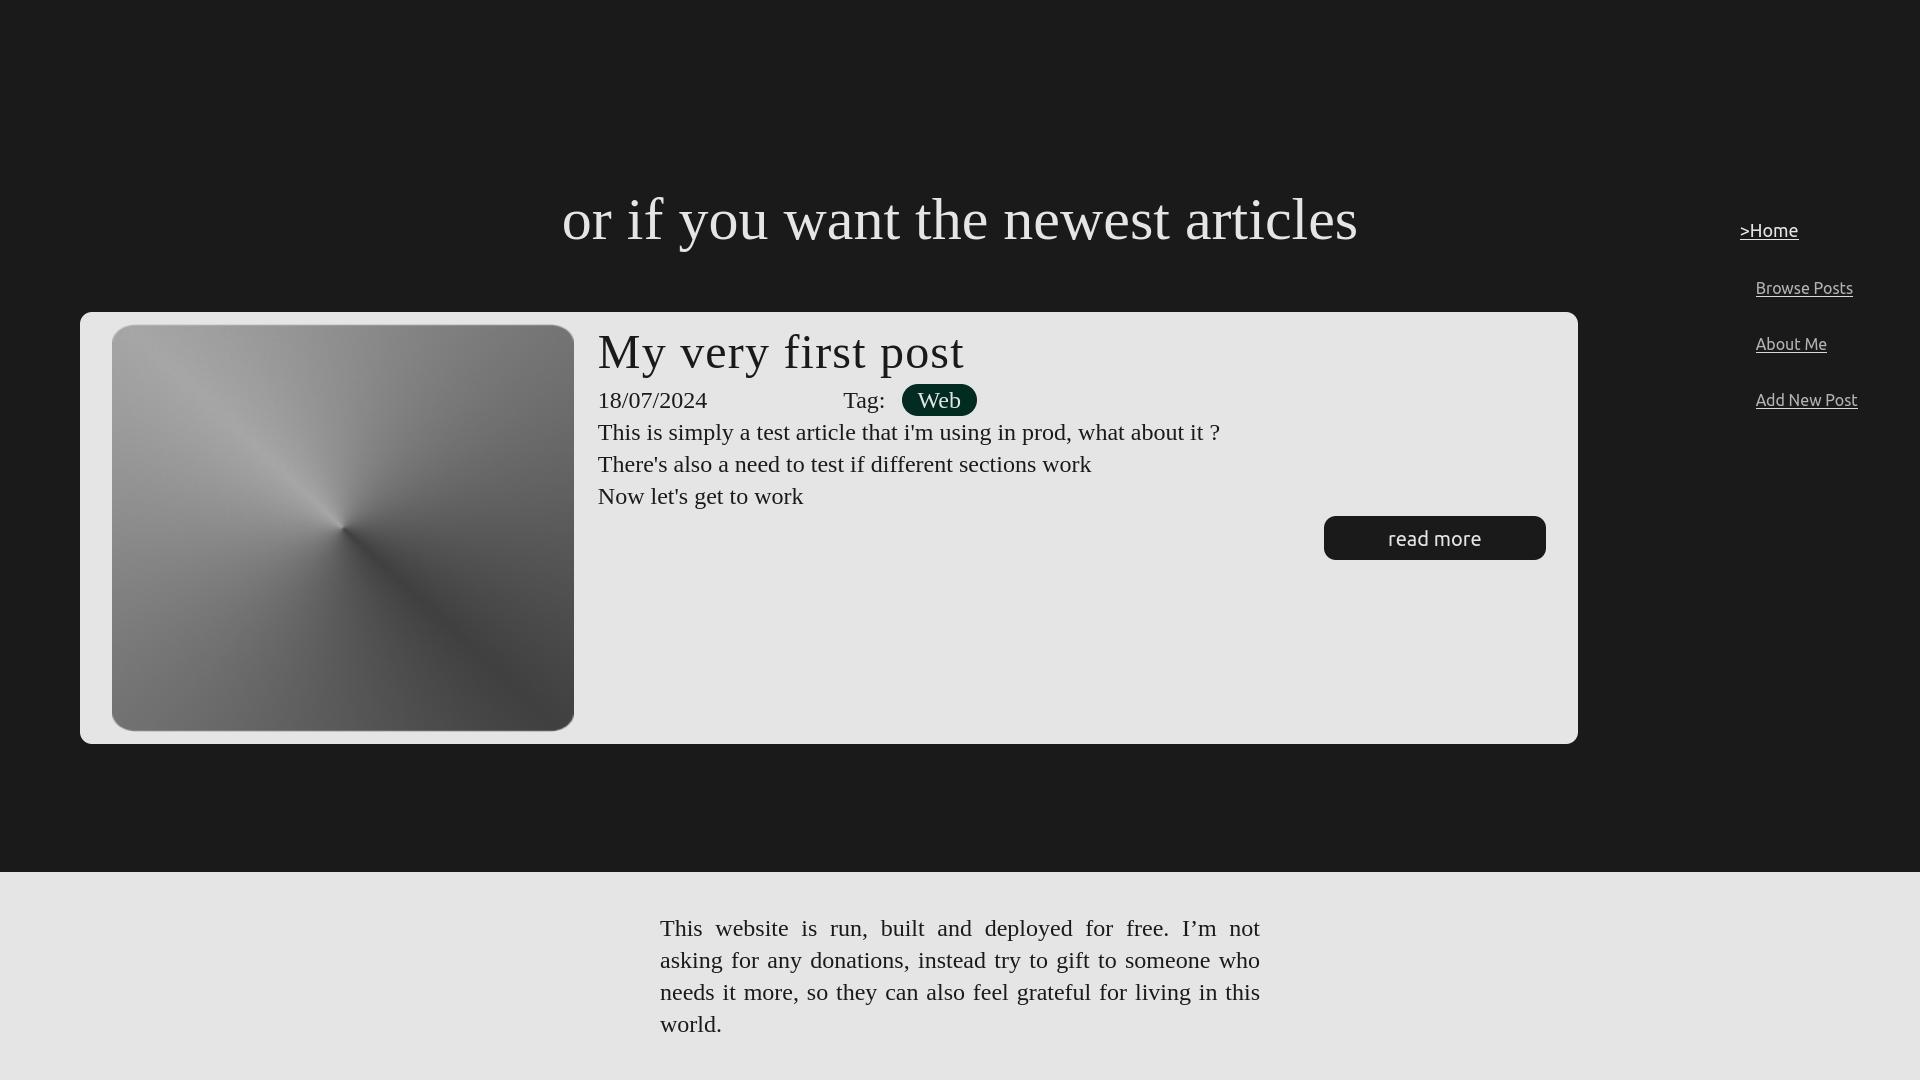 or if you want the newest articles
>Home
Browse Posts
About Me
Add New Post
My very first post
18/07/2024 Tag: Web
This is simply a test article that i'm using in prod, what about it ?
There's also a need to test if different sections work
Now let's get to work
read more
This website is run, built and deployed for free. I’m not
asking for any donations, instead try to gift to someone who
needs it more, so they can also feel grateful for living in this
world.